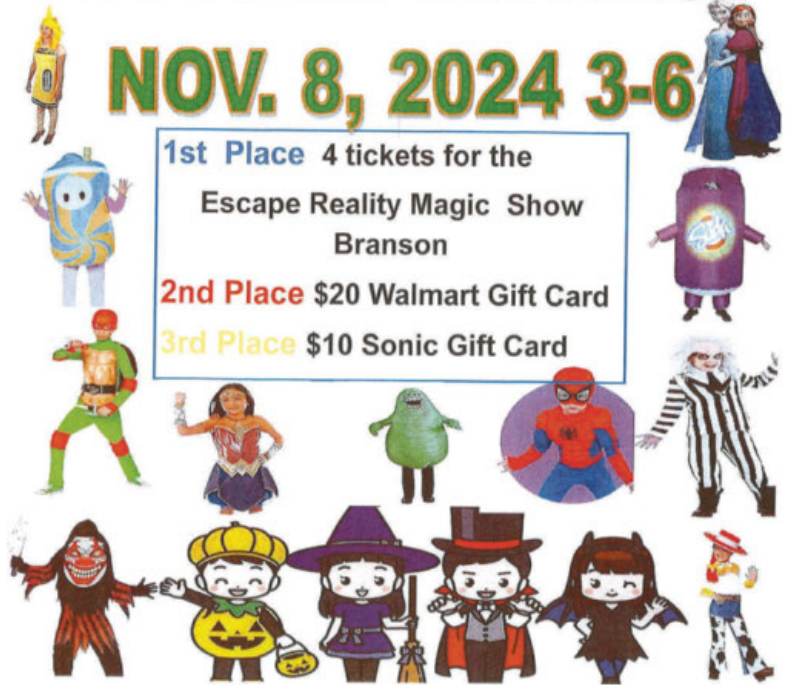 NOV. 8, 2024 3-6
1st Place 4 tickets for the
Escape Reality Magic Show
Branson
2nd Place $20 Walmart Gift Card
3rd Place $10 Sonic Gift Card